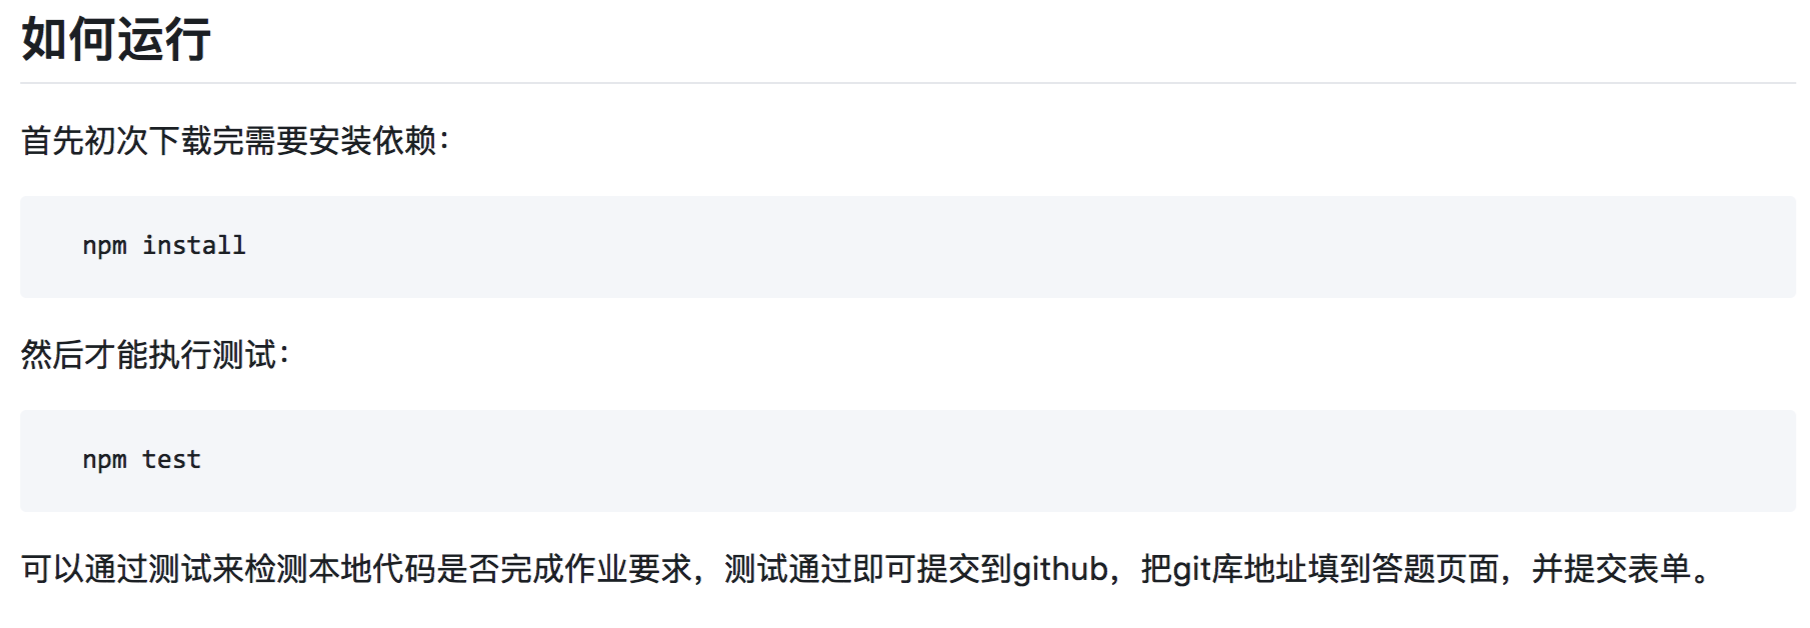 如何运行
首先初次下载完需要安装依赖：
npm install
然后才能执行测试：
npm test
可以通过测试来检测本地代码是否完成作业要求，测试通过即可提交到github，把git库地址填到答题页面，并提交表单。